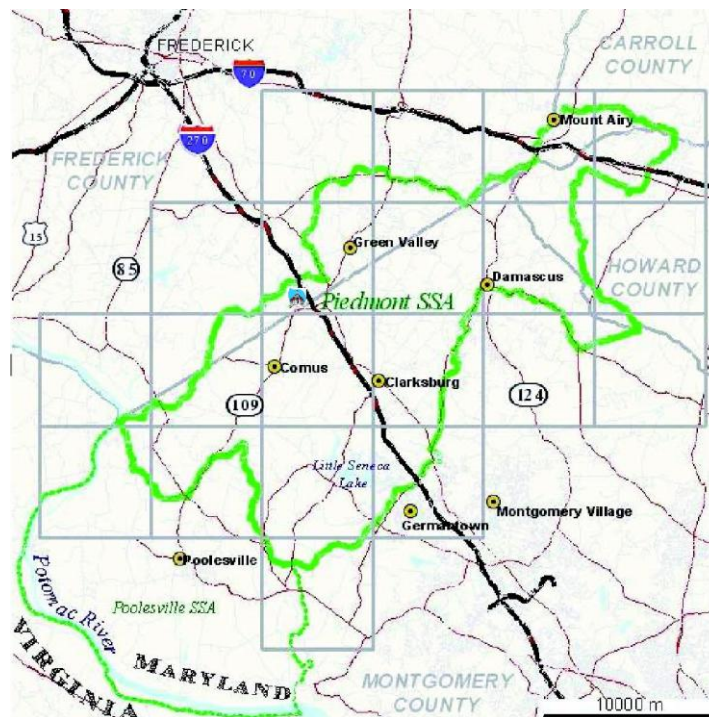 FREDERICK
CARROLL
COUNTY
70
Mount Airy
270
FREDERICK
COUNTY
15
85
Green Valley
HOWARD
COUNTY
Damascus
Piedmont SSA
Comus
Clarksburg
109
124
Little Seneca
Lake
Germantown
Montgomery Village
Poolesville
Potomac River
Poolesville SSA
VIRGINIA
MARYLAND
MONTGOMERY
COUNTY
10000 m